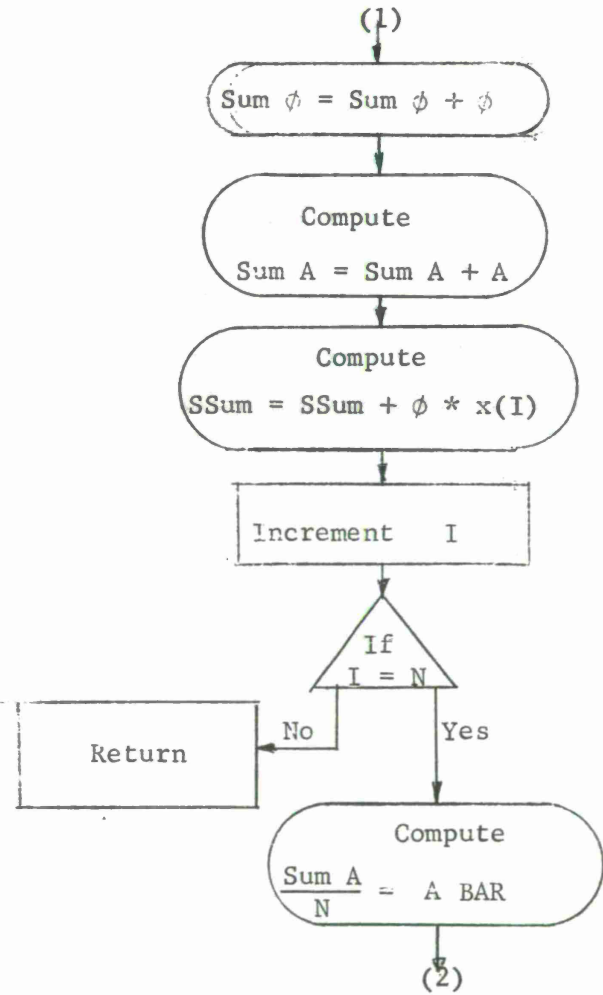 (1)
Sum ϕ = Sum ϕ + ϕ
Compute
Sum A = Sum A + A
Compute
SSum = SSum + ϕ * x(I)
Increment I
If
I = N
No
Yes
Return
Compute
Sum A
N
= A BAR
(2)